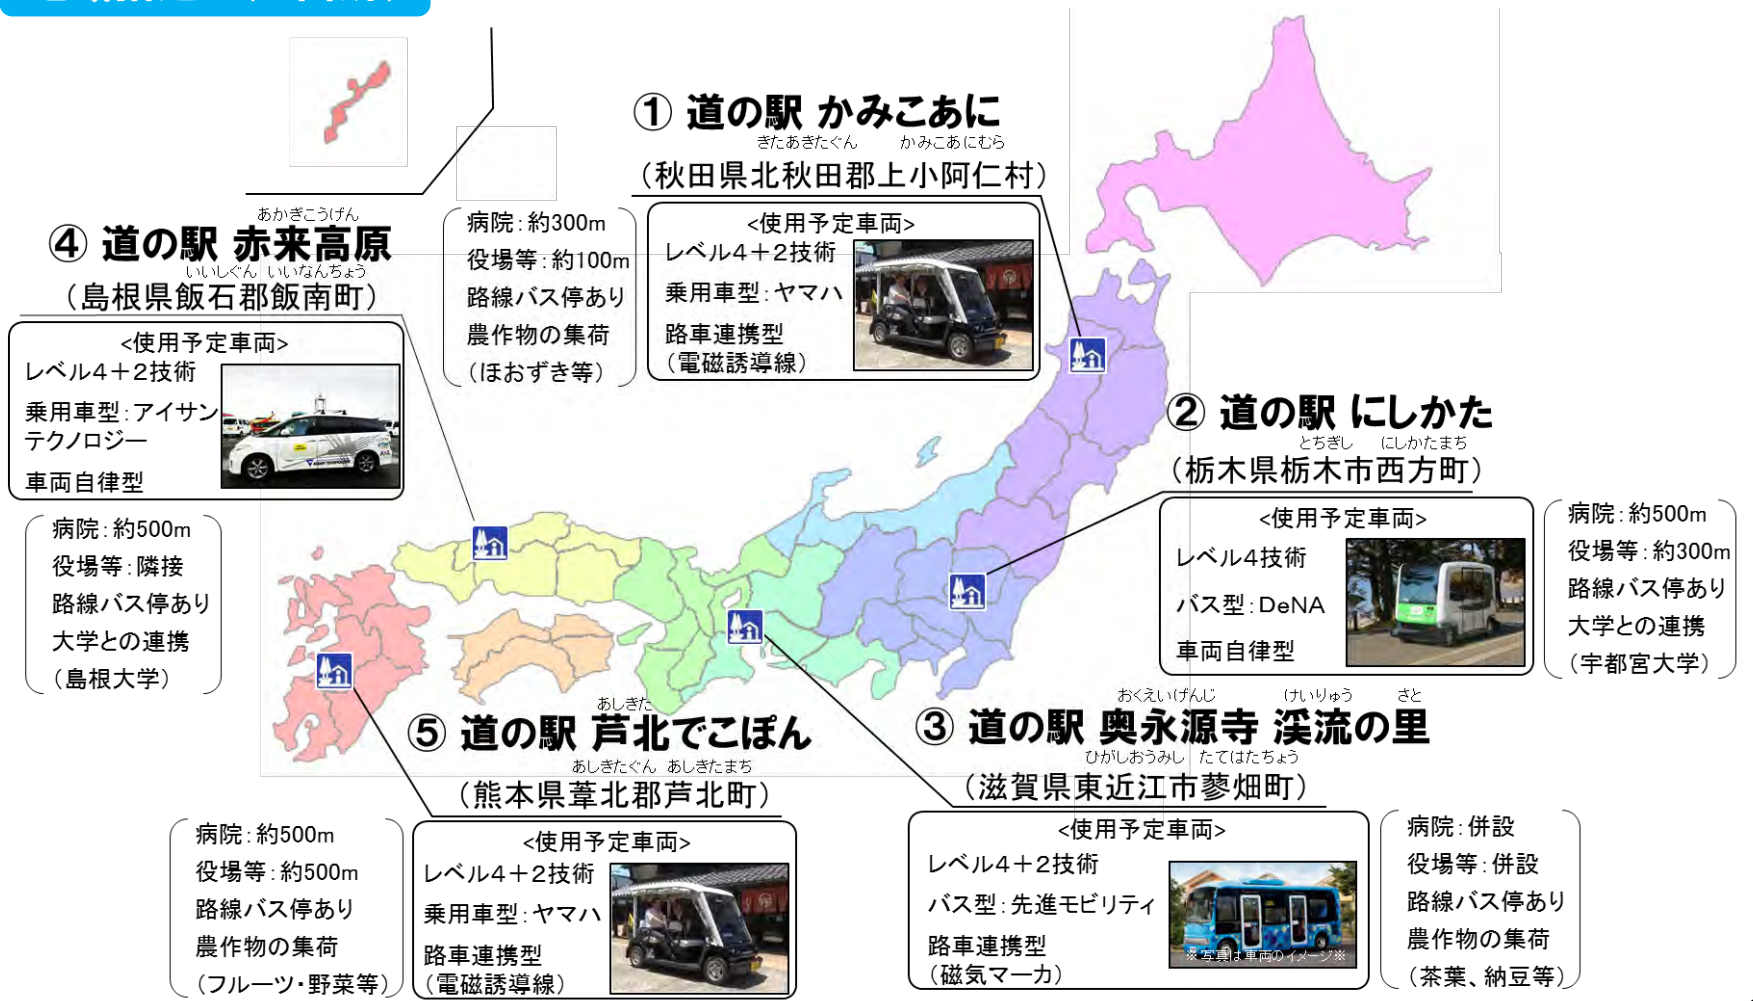 ① 道の駅 かみこあに
きたあきたぐん かみこあにむら
（秋田県北秋田郡上小阿仁村）
病院：約300m
役場等：約100m
路線バス停あり
農作物の集荷
（ほおずき等）
<使用予定車両>
レベル4＋2技術
乗用車型：ヤマハ
路車連携型
（電磁誘導線）
あかぎこうげん
④ 道の駅 赤来高原
いいしぐん いいなんちょう
（島根県飯石郡飯南町）
<使用予定車両>
レベル4＋2技術
乗用車型：アイサン
テクノロジー
車両自律型
病院：約500m
役場等：隣接
路線バス停あり
大学との連携
（島根大学）
② 道の駅 にしかた
とちぎし にしかたまち
（栃木県栃木市西方町）
<使用予定車両>
レベル4技術
バス型：DeNA
車両自律型
病院：約500m
役場等：約300m
路線バス停あり
大学との連携
（宇都宮大学）
あしきた
⑤ 道の駅 芦北でこぽん
あしきたぐん あしきたまち
（熊本県葦北郡芦北町）
病院：約500m
役場等：約500m
路線バス停あり
農作物の集荷
（フルーツ・野菜等）
<使用予定車両>
レベル4＋2技術
乗用車型：ヤマハ
路車連携型
（電磁誘導線）
おくえいげんじ けいりゅう さと
③ 道の駅 奥永源寺 渓流の里
ひがしおうみし たてはたちょう
（滋賀県東近江市蓼畑町）
<使用予定車両>
レベル4＋2技術
バス型：先進モビリティ
路車連携型
（磁気マーカ）
※写真は車両のイメージ※
病院：併設
役場等：併設
路線バス停あり
農作物の集荷
（茶葉、納豆等）